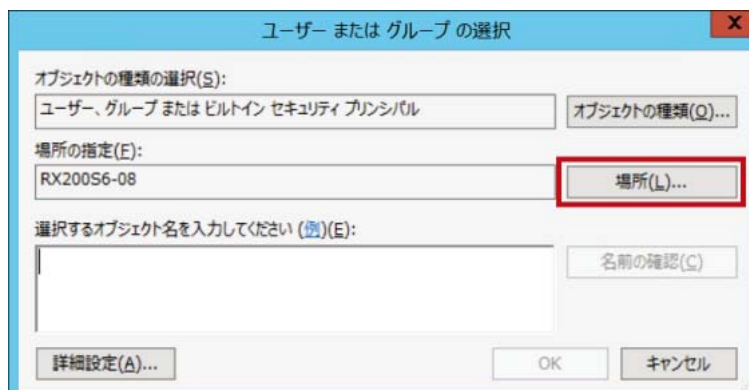 ユーザー または グループ の選択
x
オブジェクトの種類の選択(S):
ユーザー、グループ または ビルトイン セキュリティ プリンシパル
オブジェクトの種類(O)...
場所の指定(F):
RX200S6-08
場所(L)...
選択するオブジェクト名を入力してください (例)(E):
名前の確認(C)
詳細設定(A)...
OK
キャンセル